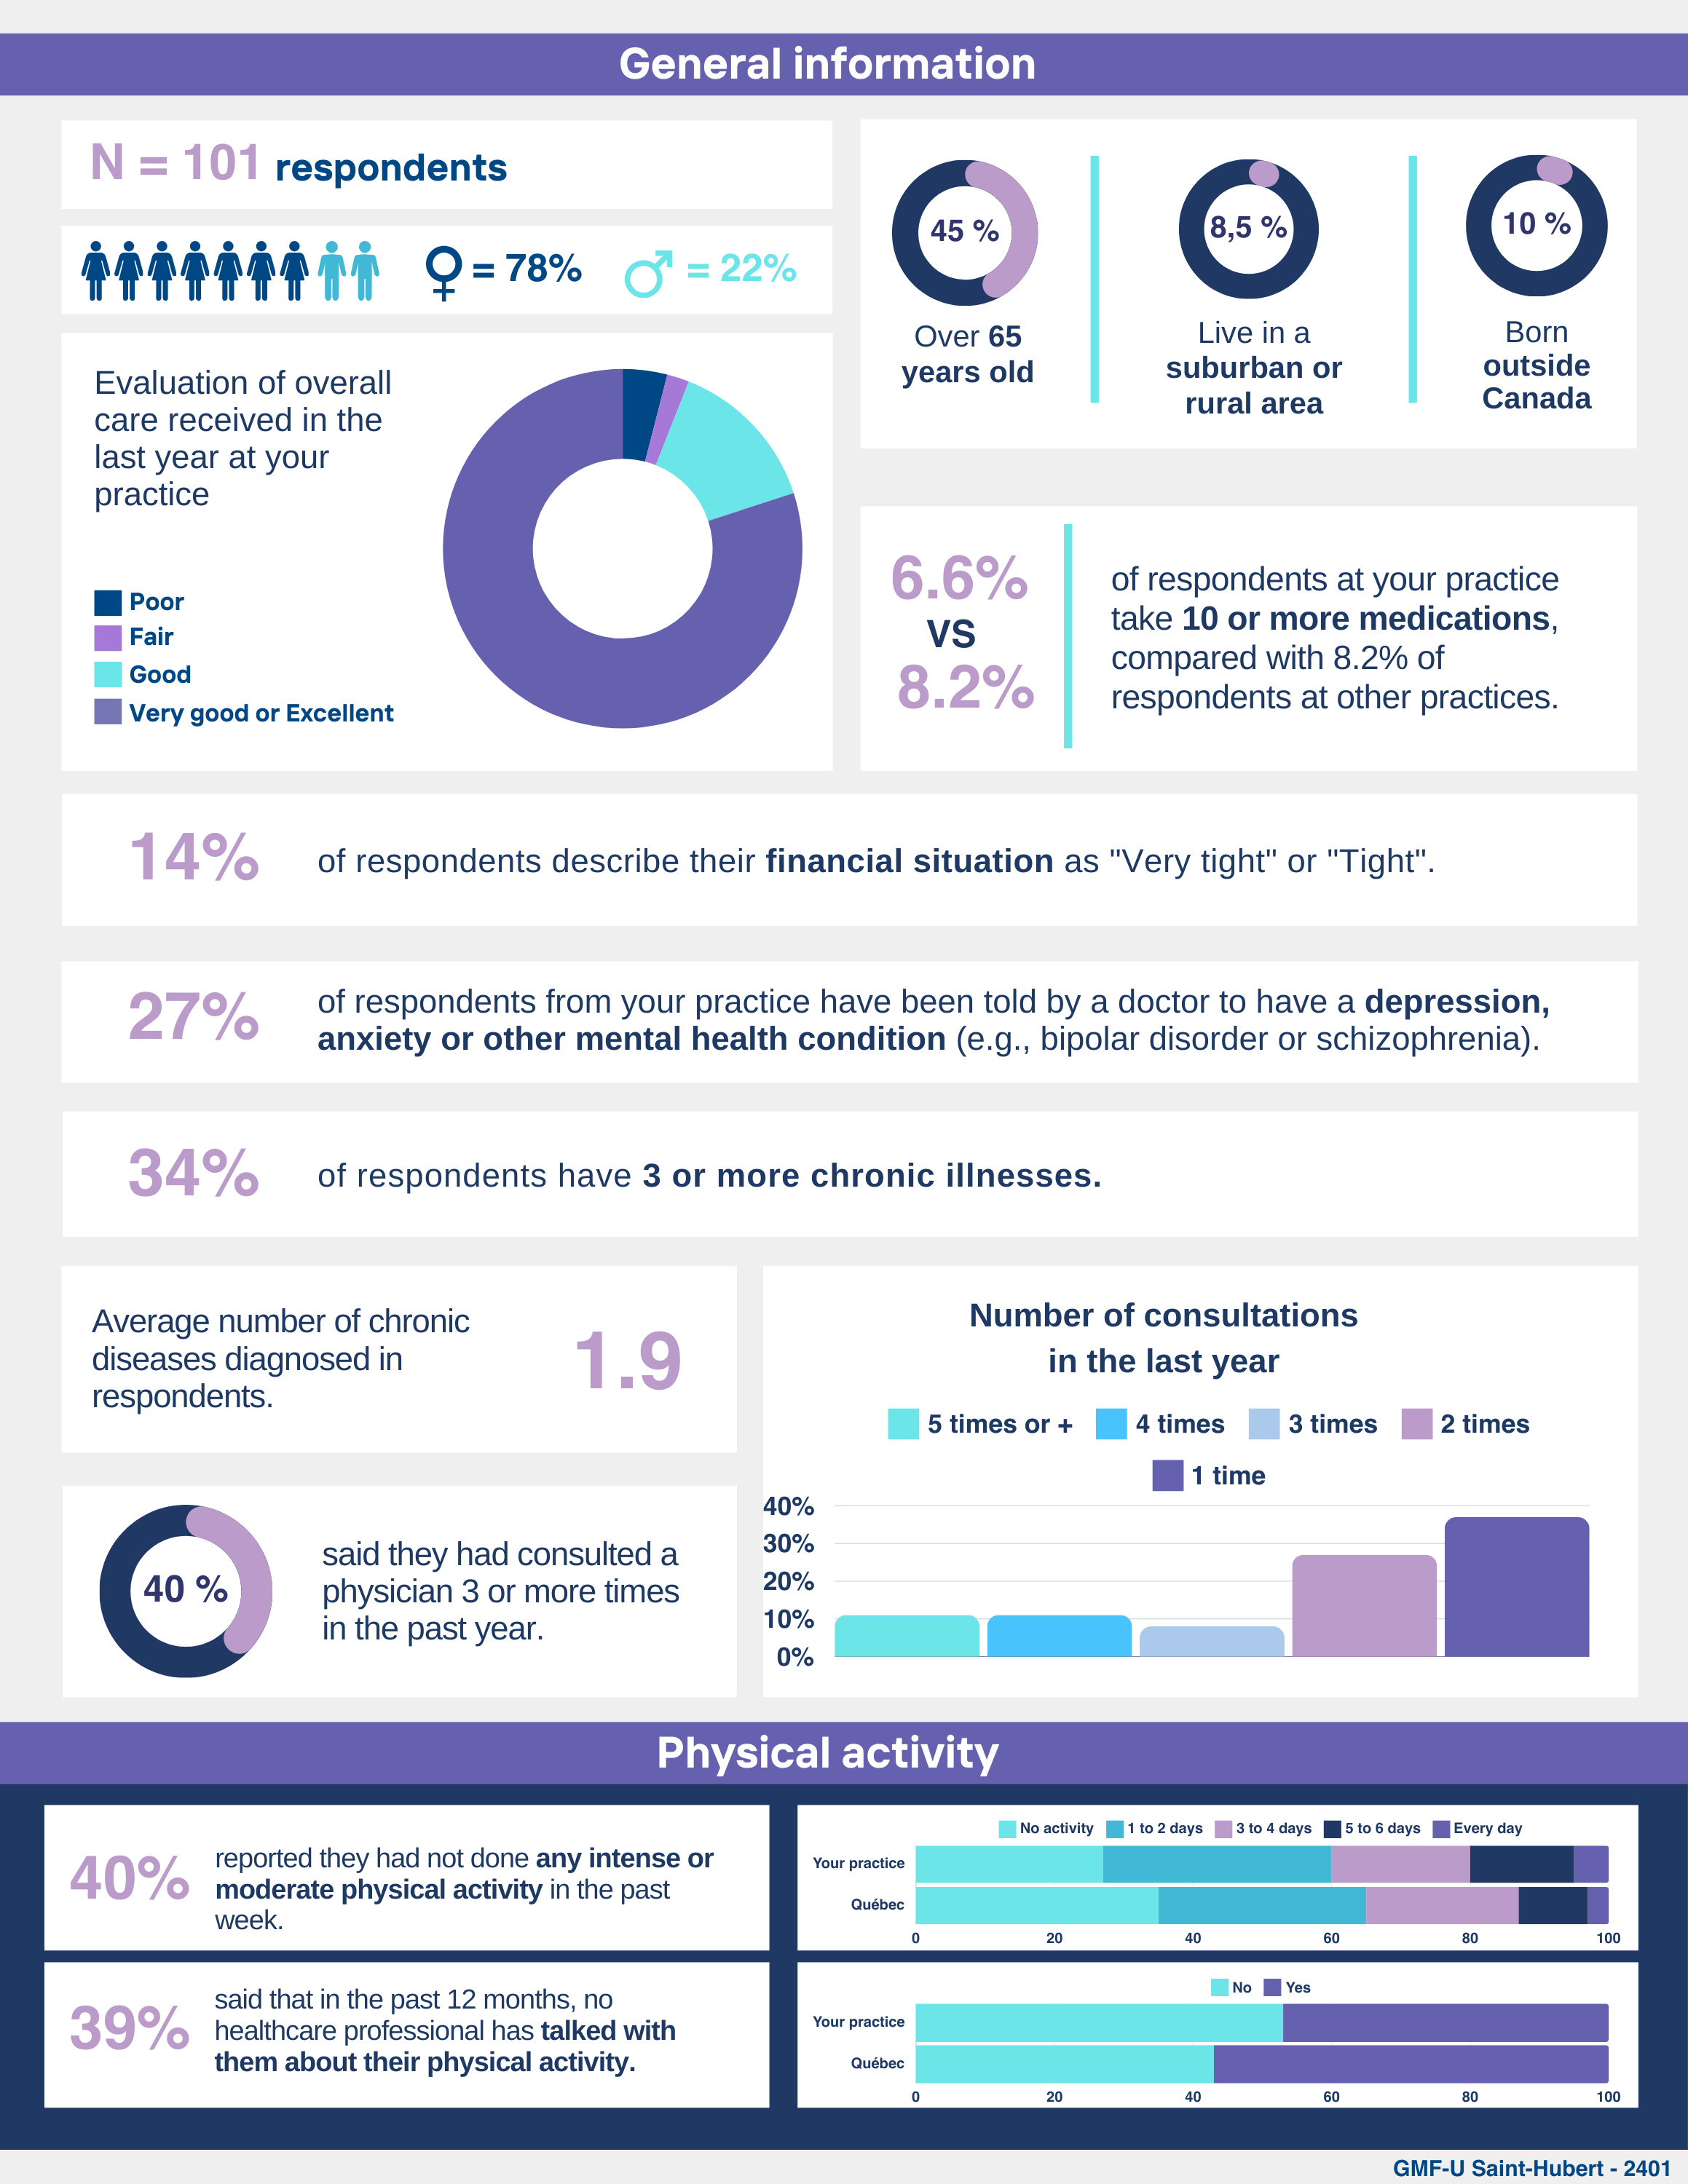 General information
N = 101 respondents
= 78%
= 22%
45 %
Over 65
years old
8,5 %
Live in a
suburban or
rural area
10 %
Born
outside
Canada
Evaluation of overall
care received in the
last year at your
practice
Poor
Fair
Good
Very good or Excellent
6.6%
VS
8.2%
of respondents at your practice
take 10 or more medications,
compared with 8.2% of
respondents at other practices.
14%
of respondents describe their financial situation as "Very tight" or "Tight".
27%
of respondents from your practice have been told by a doctor to have a depression,
anxiety or other mental health condition (e.g., bipolar disorder or schizophrenia).
34%
of respondents have 3 or more chronic illnesses.
Average number of chronic
diseases diagnosed in
respondents.
1.9
40 %
said they had consulted a
physician 3 or more times
in the past year.
Number of consultations
in the last year
5 times or + 4 times 3 times 2 times
1 time
40%
30%
20%
10%
0%
Physical activity
40%
reported they had not done any intense or
moderate physical activity in the past
week.
No activity 1 to 2 days 3 to 4 days 5 to 6 days Every day
Your practice
Québec
0 20 40 60 80 100
39%
said that in the past 12 months, no
healthcare professional has talked with
them about their physical activity.
No Yes
Your practice
Québec
0 20 40 60 80 100
GMF-U Saint-Hubert - 2401